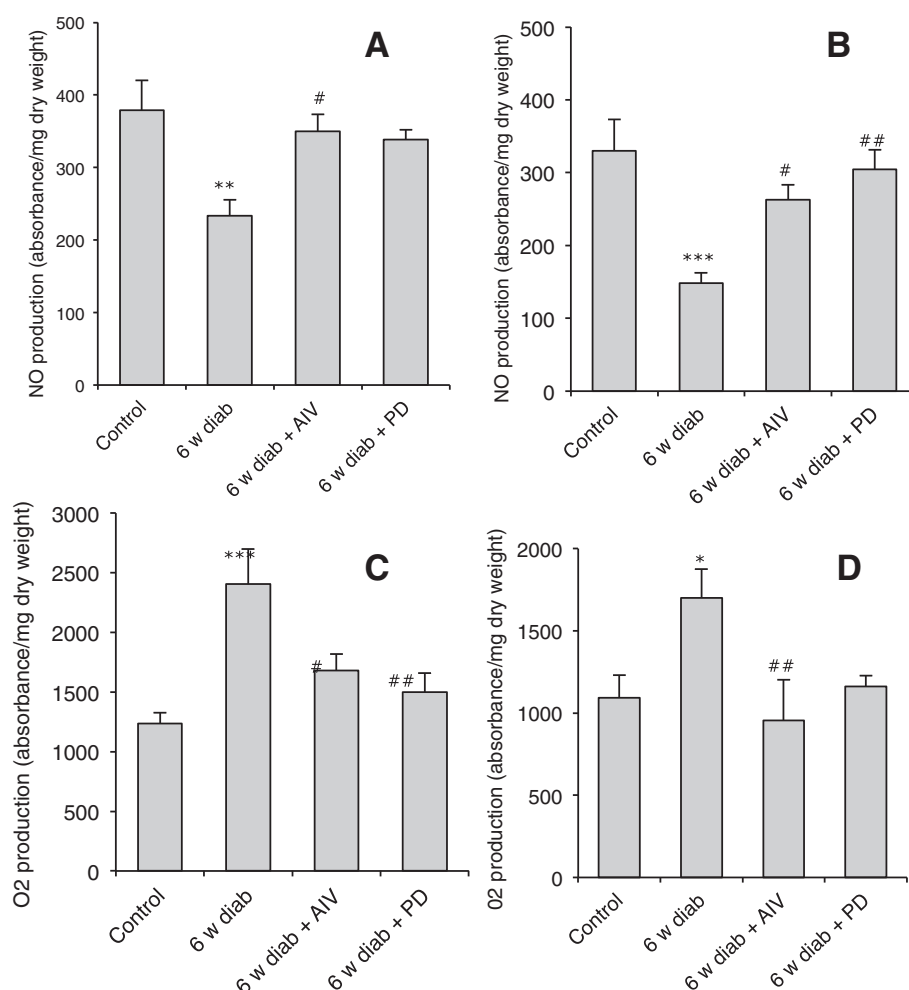 A
NO production (absorbance/mg dry weight)
500
400
300
200
100
0
**
#
Control
6 w diab
6 w diab + AIV
6 w diab + PD
B
NO production (absorbance/mg dry weight)
500
400
300
200
100
0
***
#
##
Control
6 w diab
6 w diab + AIV
6 w diab + PD
C
O2 production (absorbance/mg dry weight)
3000
2500
2000
1500
1000
500
0
***
#
##
Control
6 w diab
6 w diab + AIV
6 w diab + PD
D
02 production (absorbance/mg dry weight)
2000
1500
1000
500
0
*
##
Control
6 w diab
6 w diab + AIV
6 w diab + PD